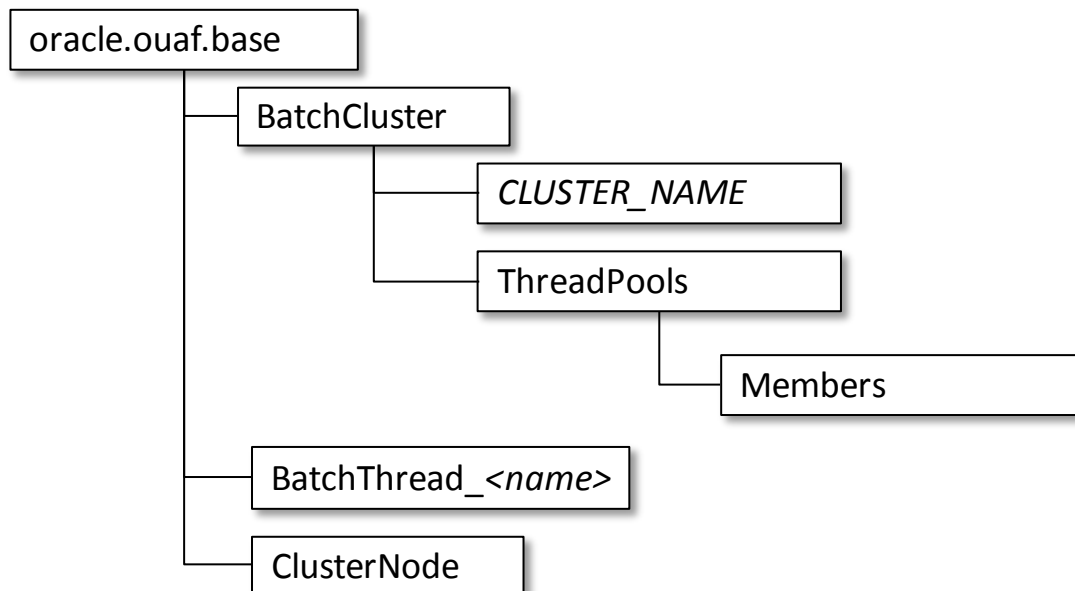 oracle.ouaf.base
BatchCluster
CLUSTER_NAME
ThreadPools
Members
BatchThread_<name>
ClusterNode